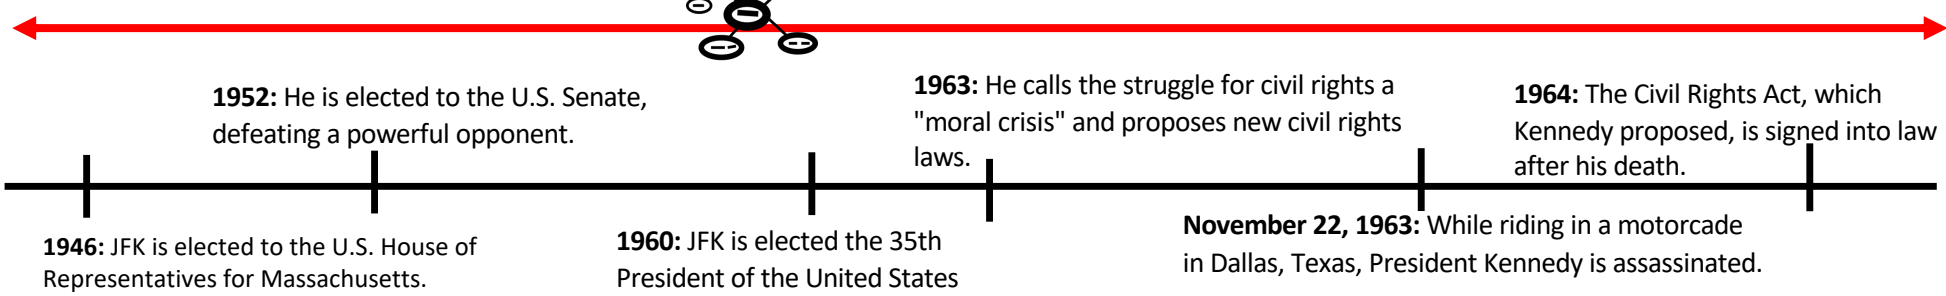 1952: He is elected to the U.S. Senate,
defeating a powerful opponent.
1963: He calls the struggle for civil rights a
"moral crisis" and proposes new civil rights
laws.
1964: The Civil Rights Act, which
Kennedy proposed, is signed into law
after his death.
1946: JFK is elected to the U.S. House of
Representatives for Massachusetts.
1960: JFK is elected the 35th
President of the United States
November 22, 1963: While riding in a motorcade
in Dallas, Texas, President Kennedy is assassinated.